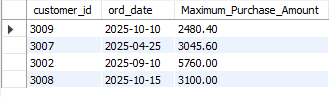 customer_id ord_date Maximum_Purchase_Amount
3009 2025-10-10 2480.40
3007 2025-04-25 3045.60
3002 2025-09-10 5760.00
3008 2025-10-15 3100.00